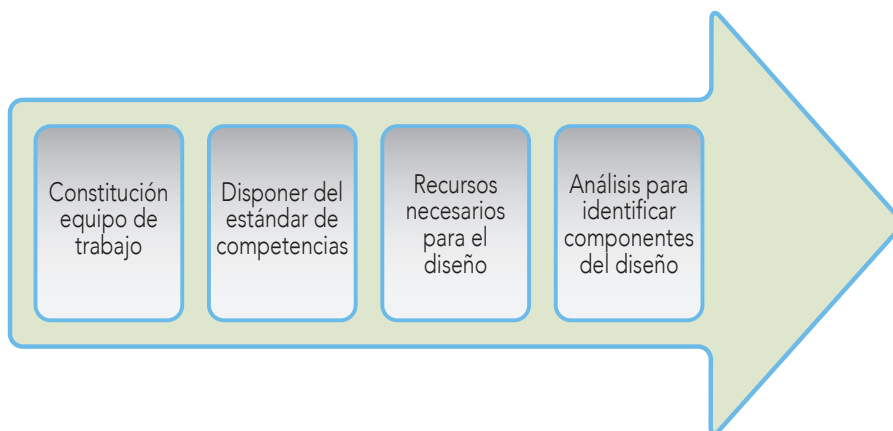 Constitución
equipo de
trabajo
Disponer del
estándar de
competencias
Recursos
necesarios
para el
diseño
Análisis para
identificar
componentes
del diseño